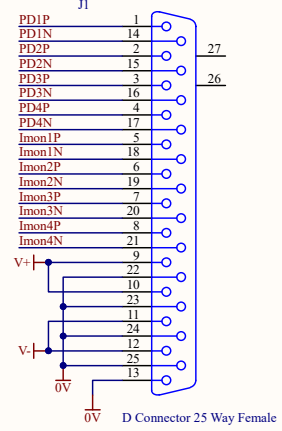 J1
PD1P 1
PD1N 14
PD2P 2 27
PD2N 15
PD3P 3 26
PD3N 16
PD4P 4
PD4N 17
Imon1P 5
Imon1N 18
Imon2P 6
Imon2N 19
Imon3P 7
Imon3N 20
Imon4P 8
Imon4N 21
V+ 9
22
10
23
11
24
V- 12
25
13
0V
0V D Connector 25 Way Female